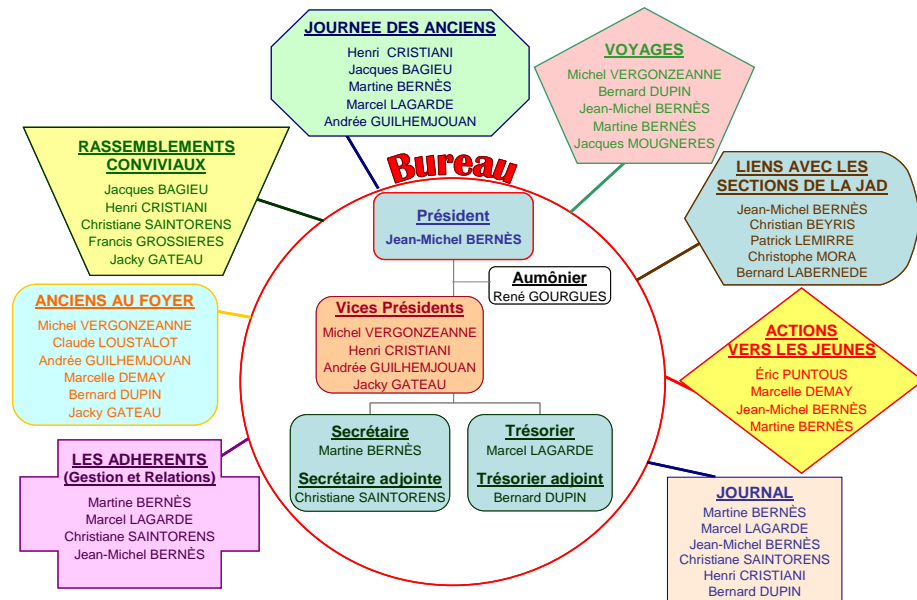 JOURNEE DES ANCIENS
Henri CRISTIANI
Jacques BAGIEU
Martine BERNÈS
Marcel LAGARDE
Andrée GUILHEMJOUAN
VOYAGES
Michel VERGONZEANNE
Bernard DUPIN
Jean-Michel BERNÈS
Martine BERNÈS
Jacques MOUGNERES
RASSEMBLEMENTS
CONVIVIAUX
Jacques BAGIEU
Henri CRISTIANI
Christiane SAINTORENS
Francis GROSSIERES
Jacky GATEAU
Bureau
LIENS AVEC LES
SECTIONS DE LA JAD
Jean-Michel BERNÈS
Christian BEYRIS
Patrick LEMIRRE
Christophe MORA
Bernard LABERNEDE
Président
Jean-Michel BERNÈS
Aumônier
René GOURGUES
Vices Présidents
Michel VERGONZEANNE
Henri CRISTIANI
Andrée GUILHEMJOUAN
Jacky GATEAU
ANCIENS AU FOYER
Michel VERGONZEANNE
Claude LOUSTALOT
Andrée GUILHEMJOUAN
Marcelle DEMAY
Bernard DUPIN
Jacky GATEAU
ACTIONS
VERS LES JEUNES
Éric PUNTOUS
Marcelle DEMAY
Jean-Michel BERNÈS
Martine BERNÈS
Secrétaire
Martine BERNÈS
Secrétaire adjointe
Christiane SAINTORENS
Trésorier
Marcel LAGARDE
Trésorier adjoint
Bernard DUPIN
LES ADHERENTS
(Gestion et Relations)
Martine BERNÈS
Marcel LAGARDE
Christiane SAINTORENS
Jean-Michel BERNÈS
JOURNAL
Martine BERNÈS
Marcel LAGARDE
Jean-Michel BERNÈS
Christiane SAINTORENS
Henri CRISTIANI
Bernard DUPIN